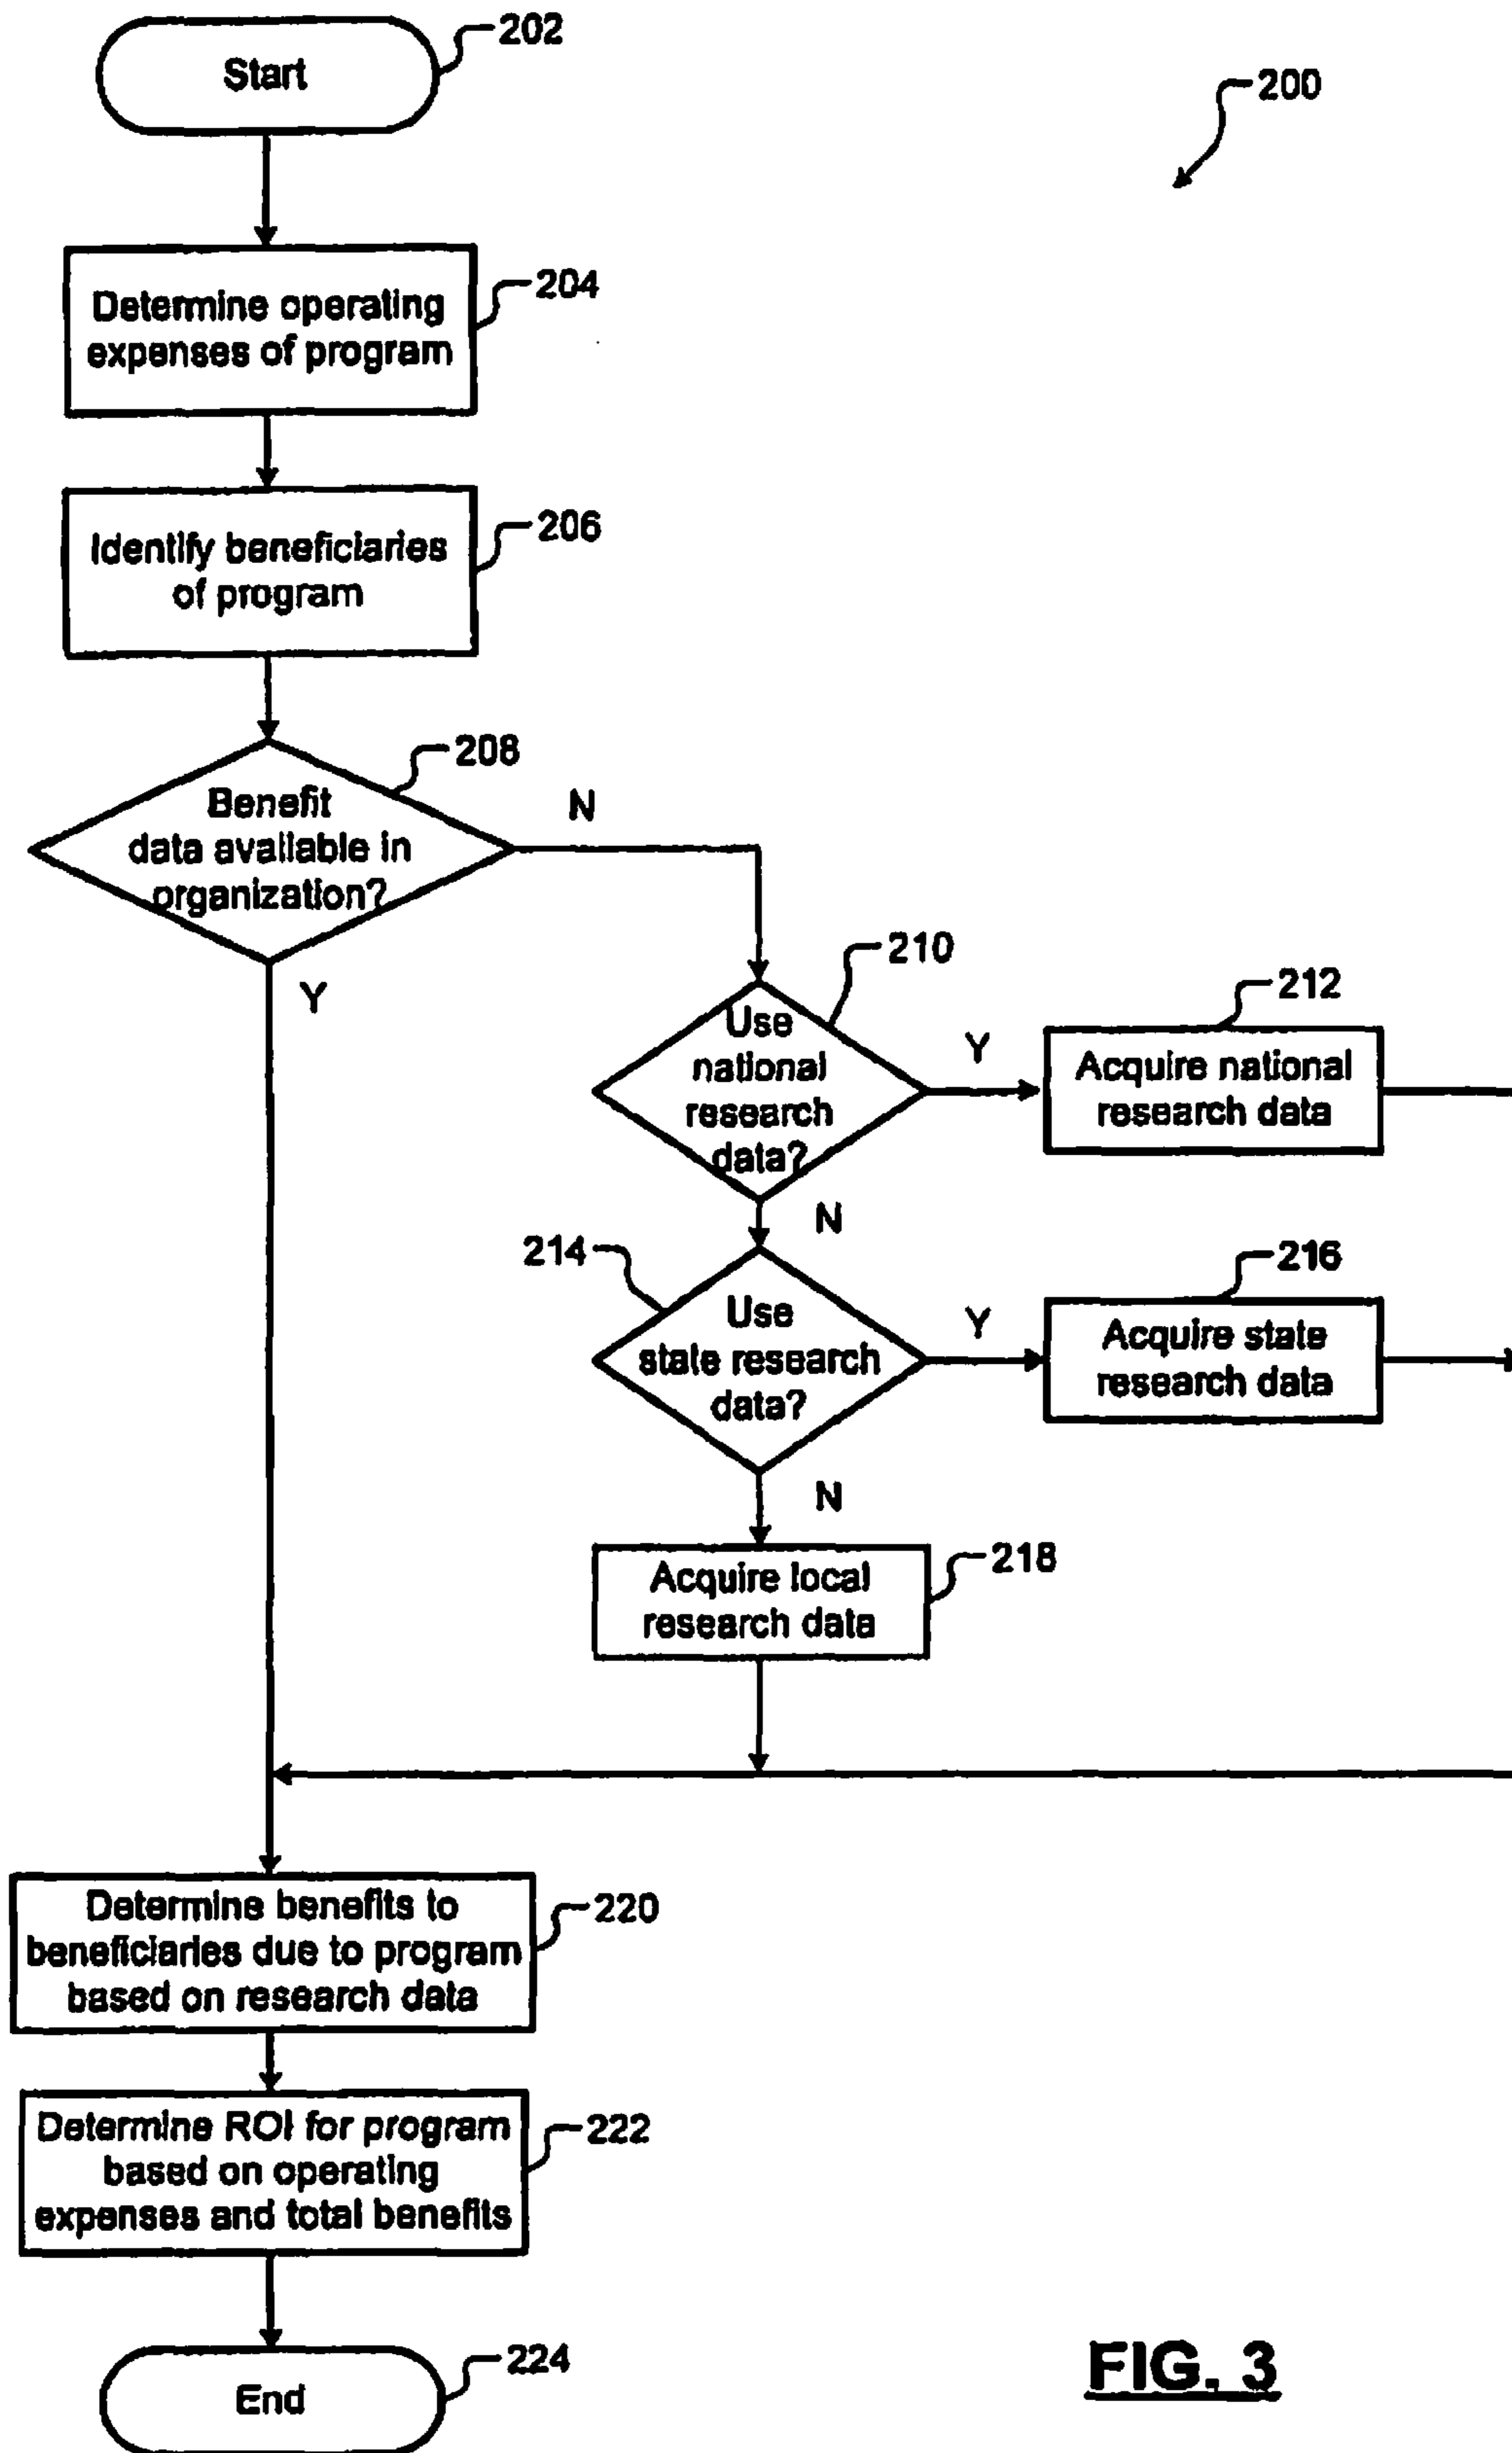 202
Start
200
204
Determine operating
expenses of program
206
Identify beneficiaries
of program
208
Benefit
data available in
organization?
N
Y
210
Use
national
research
data?
Y
212
Acquire national
research data
N
214
Use
state research
data?
Y
216
Acquire state
research data
N
218
Acquire local
research data
220
Determine benefits to
beneficiaries due to program
based on research data
222
Determine ROI for program
based on operating
expenses and total benefits
224
End
FIG. 3